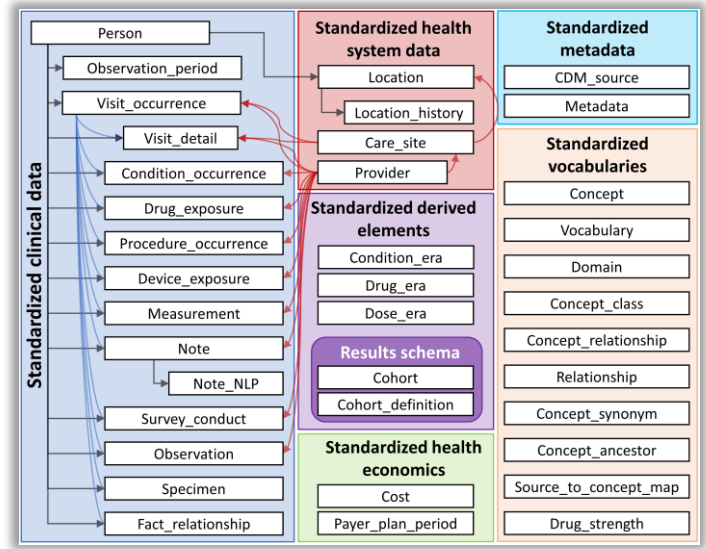 Standardized clinical data
Person
Observation_period
Visit_occurrence
Visit_detail
Condition_occurrence
Drug_exposure
Procedure_occurrence
Device_exposure
Measurement
Note
Note_NLP
Survey_conduct
Observation
Specimen
Fact_relationship
Standardized health
system data
Location
Location_history
Care_site
Provider
Standardized derived
elements
Condition_era
Drug_era
Dose_era
Results schema
Cohort
Cohort_definition
Standardized health
economics
Cost
Payer_plan_period
Standardized
metadata
CDM_source
Metadata
Standardized
vocabularies
Concept
Vocabulary
Domain
Concept_class
Concept_relationship
Relationship
Concept_synonym
Concept_ancestor
Source_to_concept_map
Drug_strength